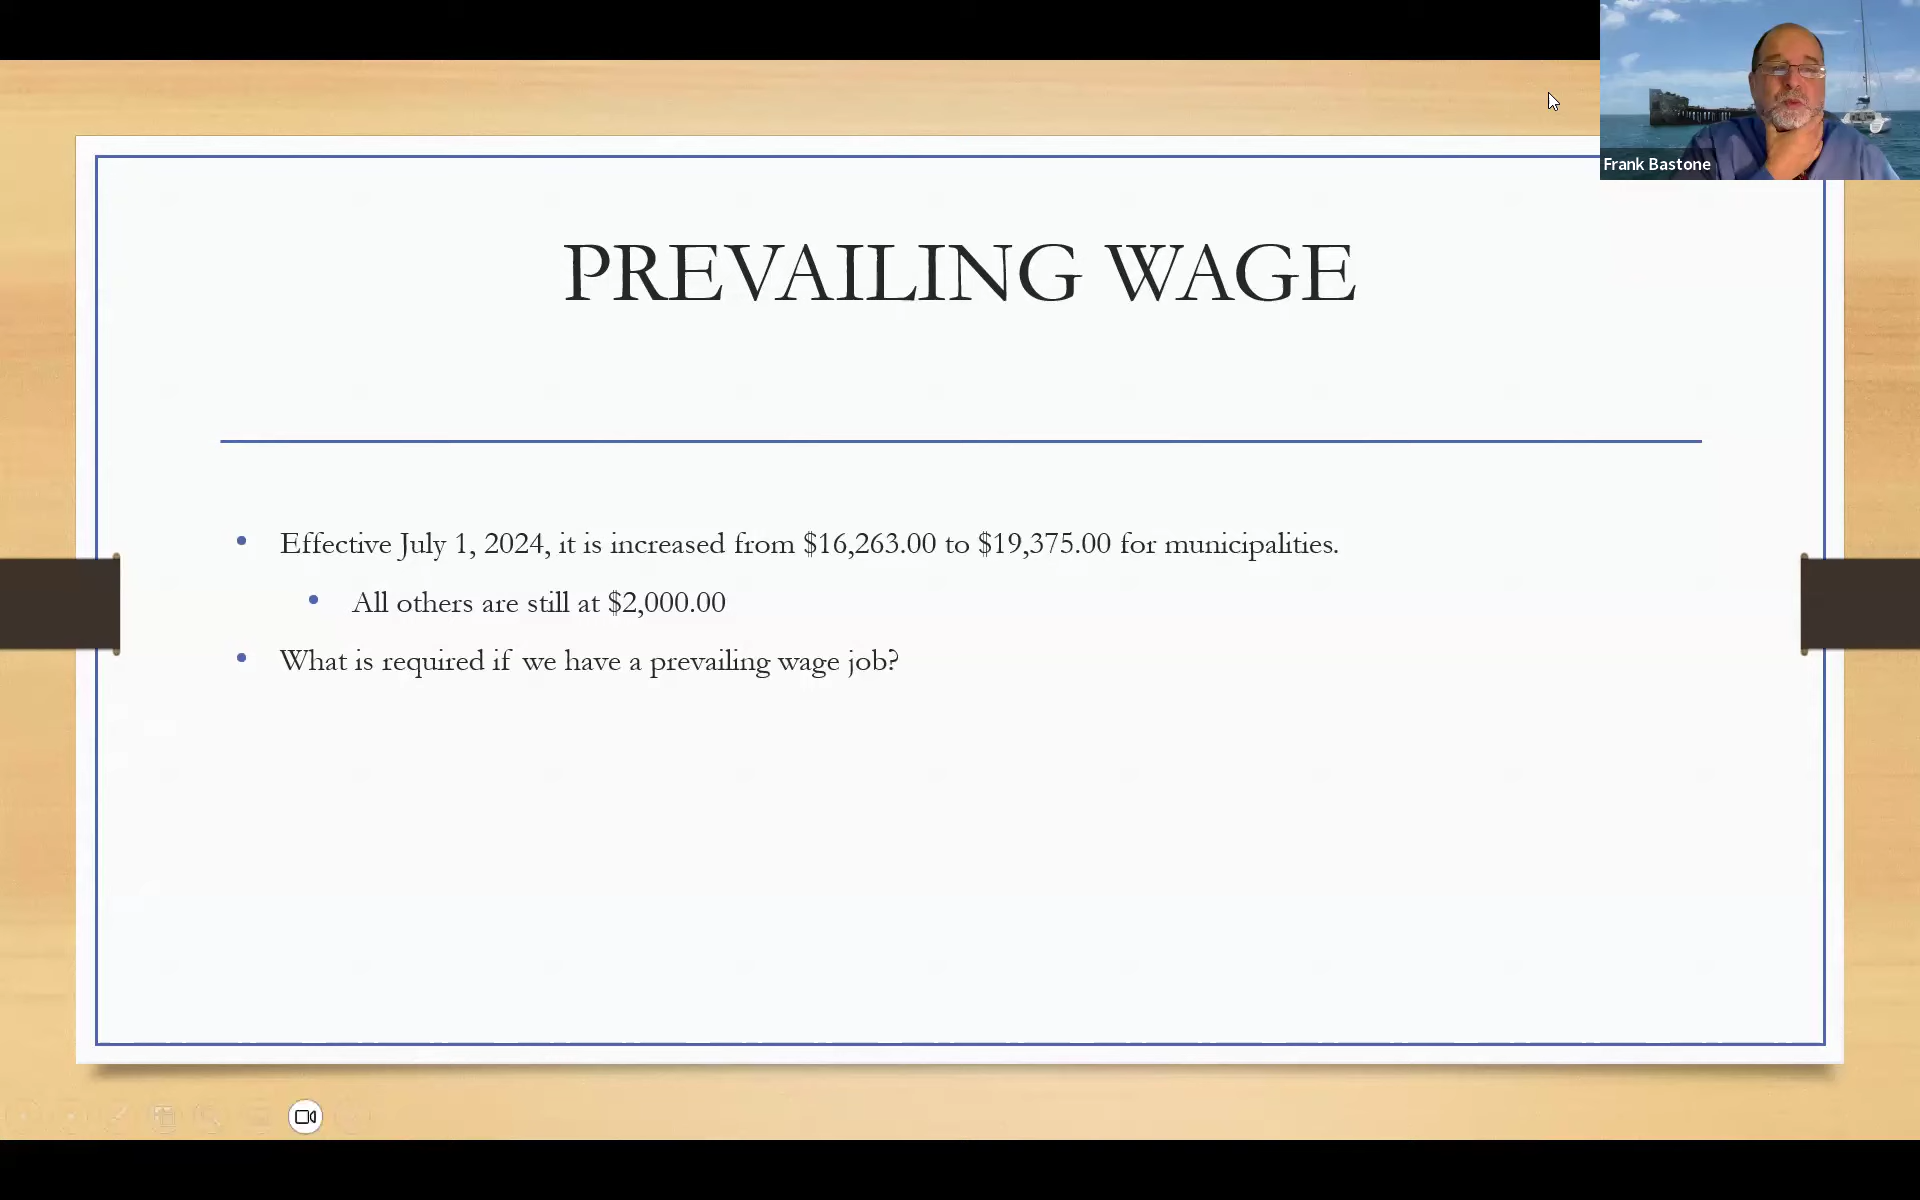 Frank Bastone
PREVAILING WAGE
• Effective July 1, 2024, it is increased from $16,263.00 to $19,375.00 for municipalities.
• All others are still at $2,000.00
• What is required if we have a prevailing wage job?